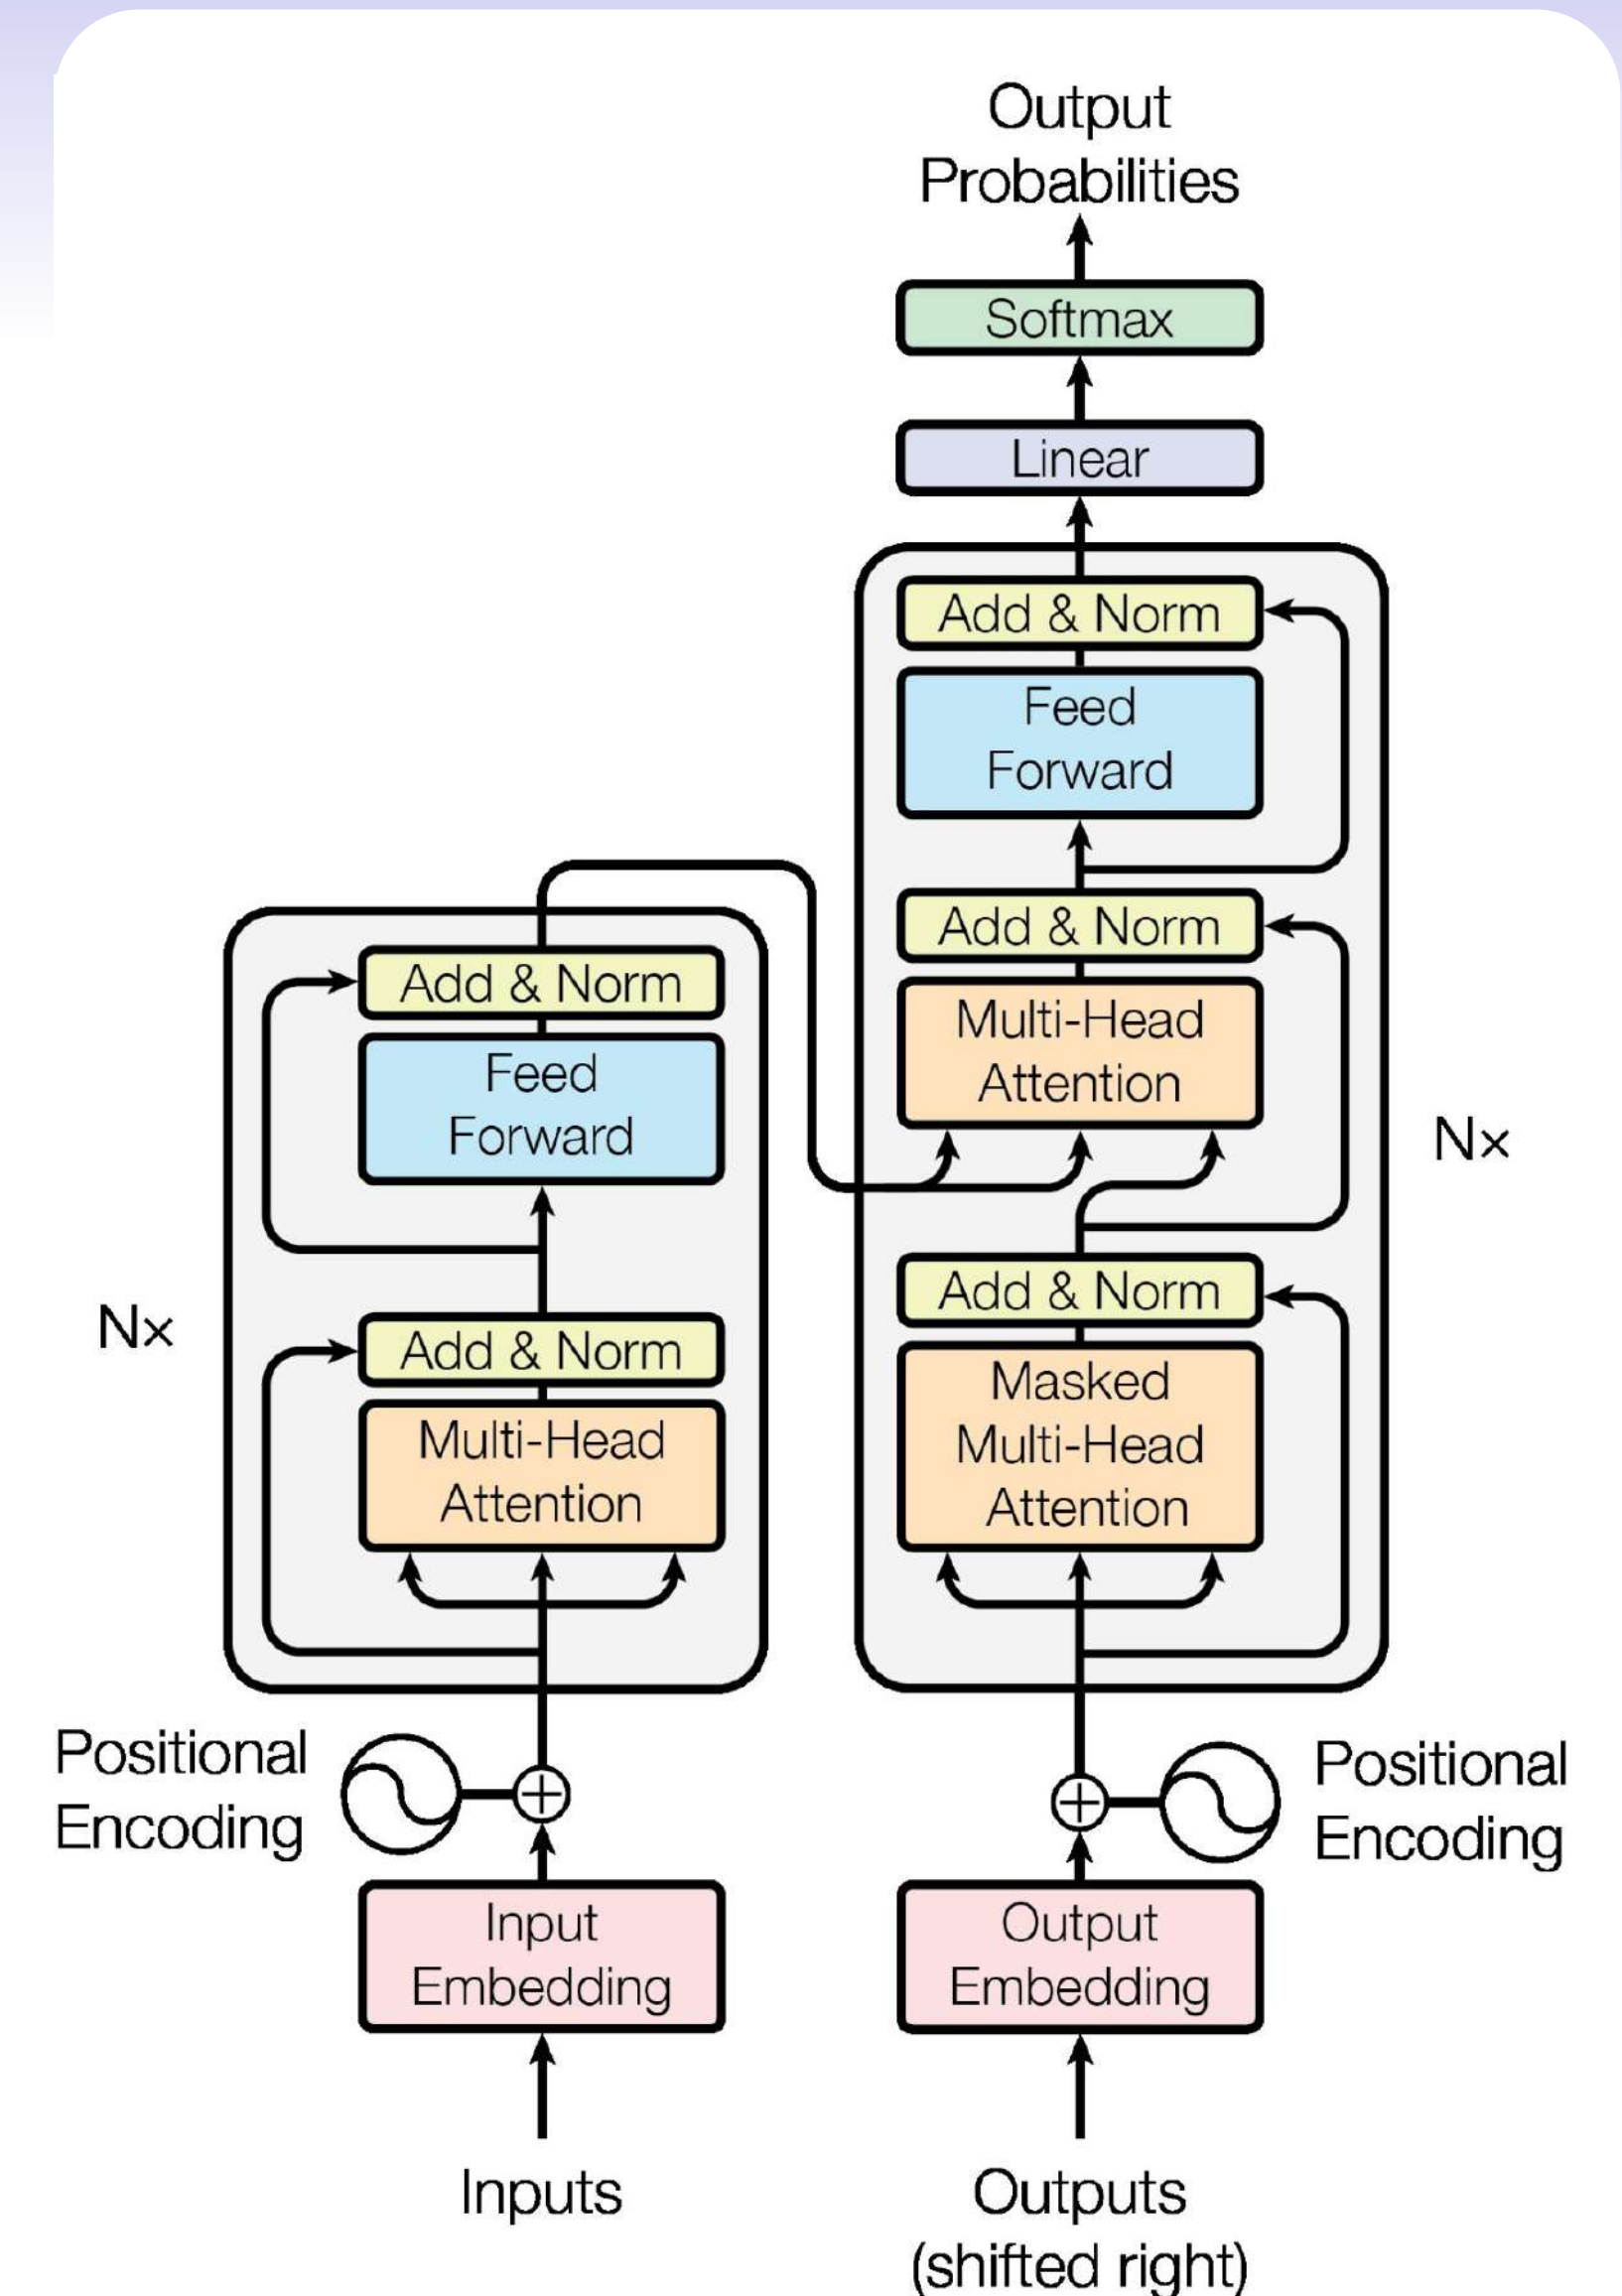 Output
Probabilities
Softmax
Linear
Add & Norm
Feed
Forward
Add & Norm
Multi-Head
Attention
Nx
Add & Norm
Masked
Multi-Head
Attention
Add & Norm
Feed
Forward
Nx
Add & Norm
Multi-Head
Attention
Positional
Encoding
Positional
Encoding
Input
Embedding
Output
Embedding
Inputs
Outputs
(shifted right)